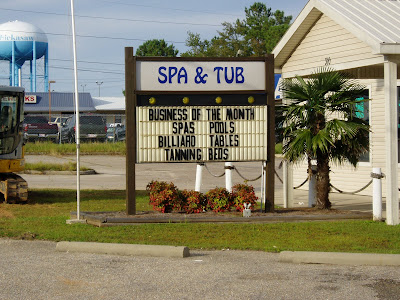 SPA & TUB
BUSINESS OF THE MONTH
SPAS POOLS
BILLIARD TABLES
TANNING BEDS